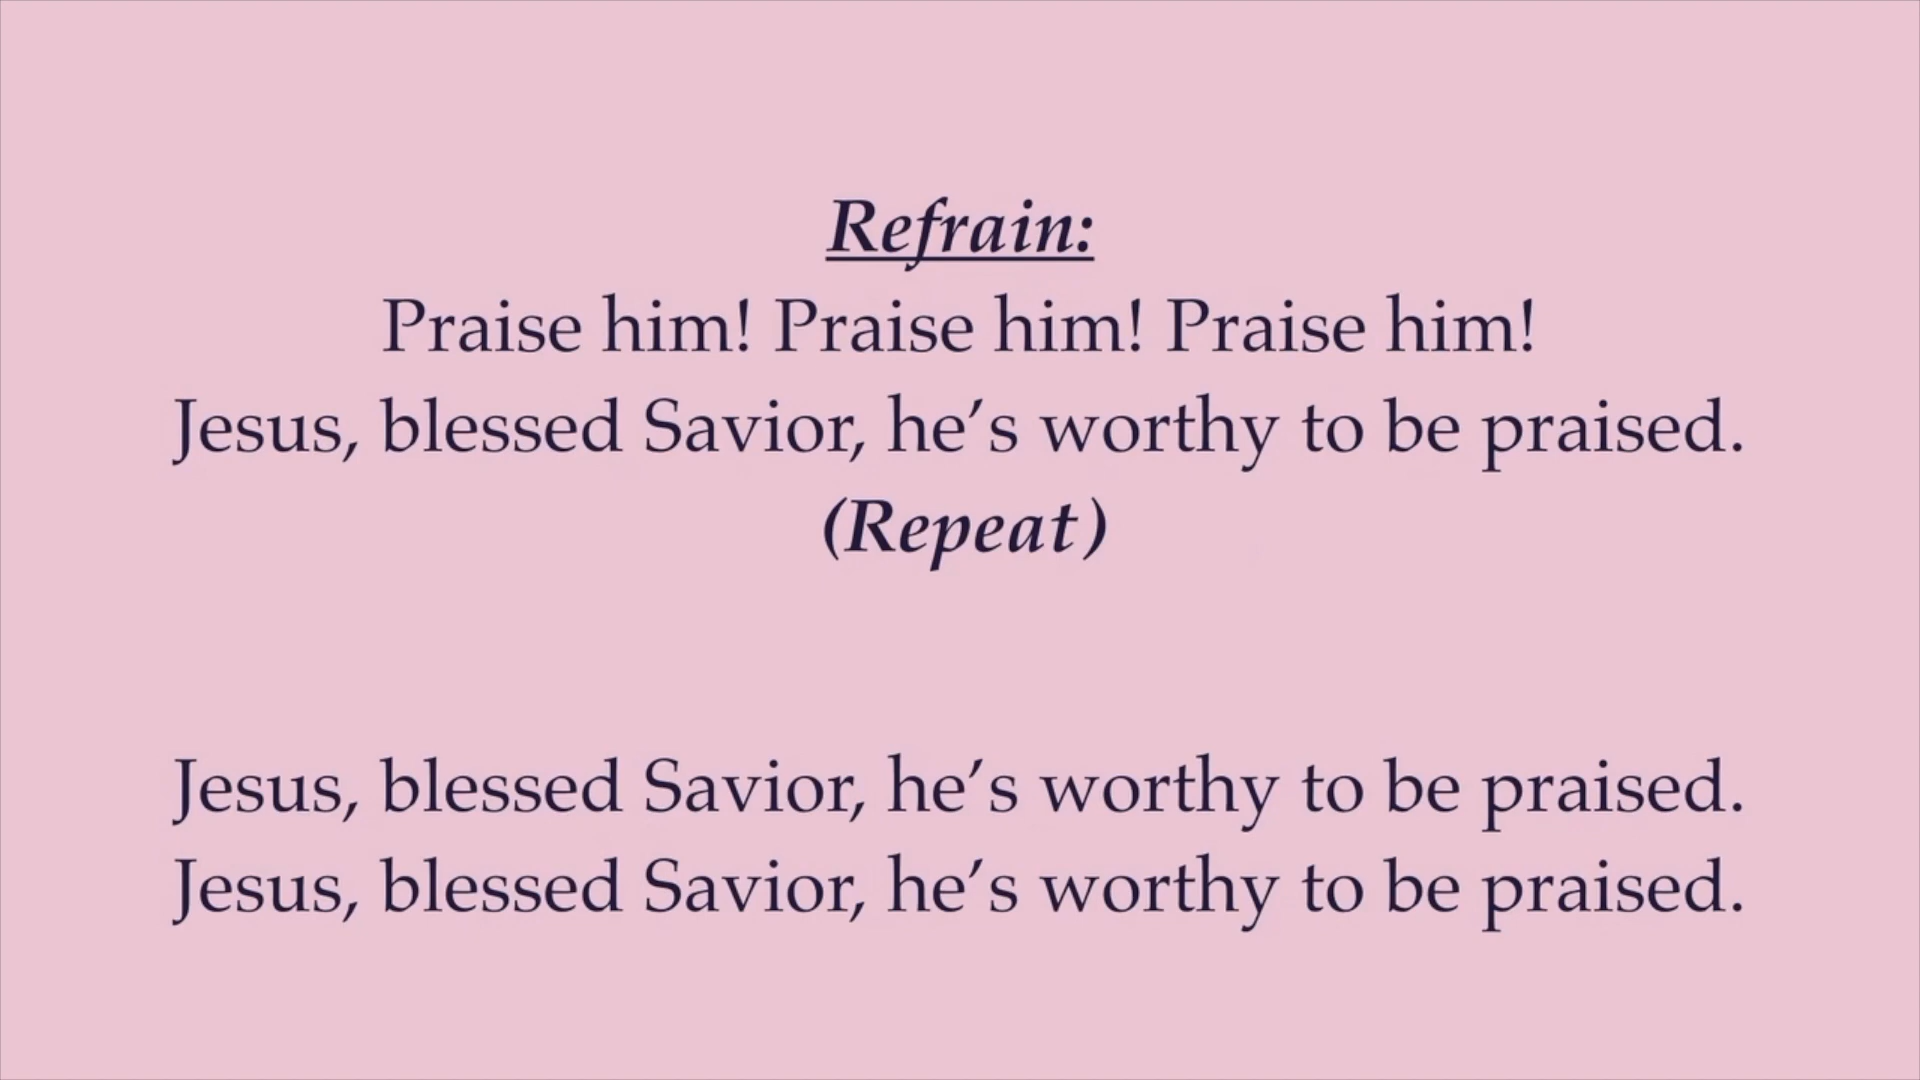 Refrain:
Praise him! Praise him! Praise him!
Jesus, blessed Savior, he’s worthy to be praised.
(Repeat)
Jesus, blessed Savior, he’s worthy to be praised.
Jesus, blessed Savior, he’s worthy to be praised.